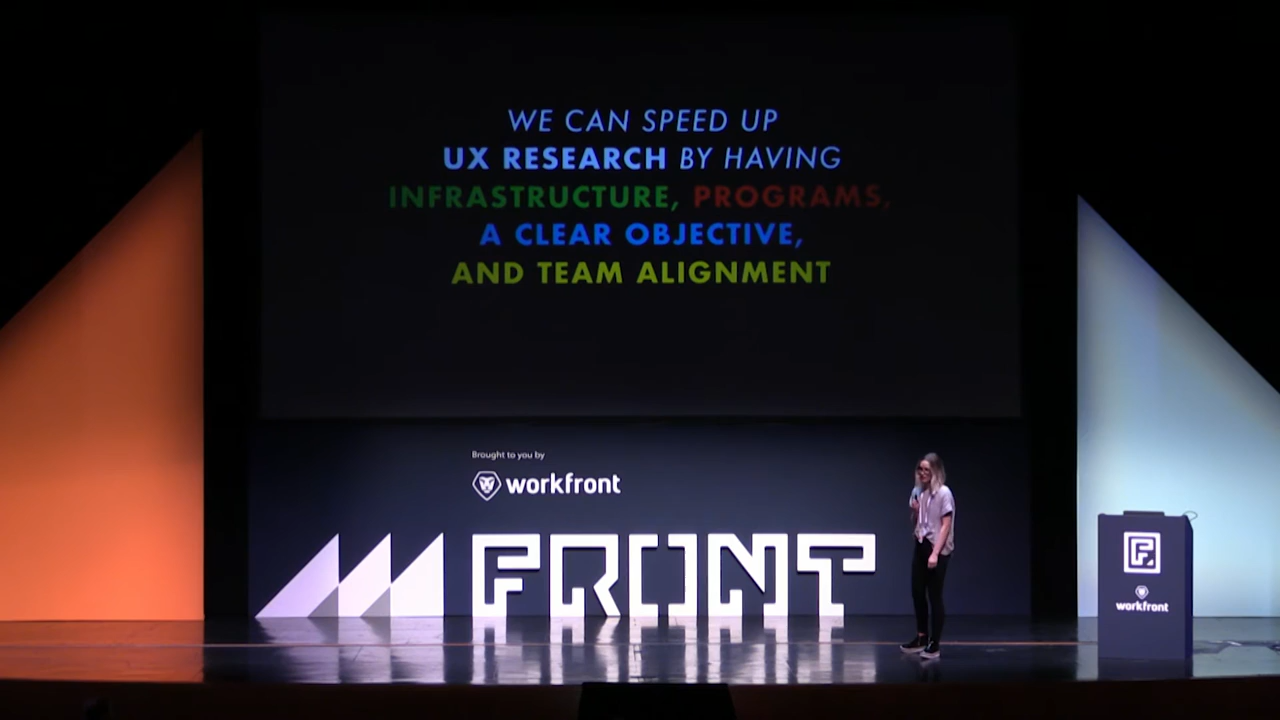 WE CAN SPEED UP
UX RESEARCH BY HAVING
INFRASTRUCTURE, PROGRAMS,
A CLEAR OBJECTIVE,
AND TEAM ALIGNMENT
Brought to you by
workfront
FRONT
F
workfront